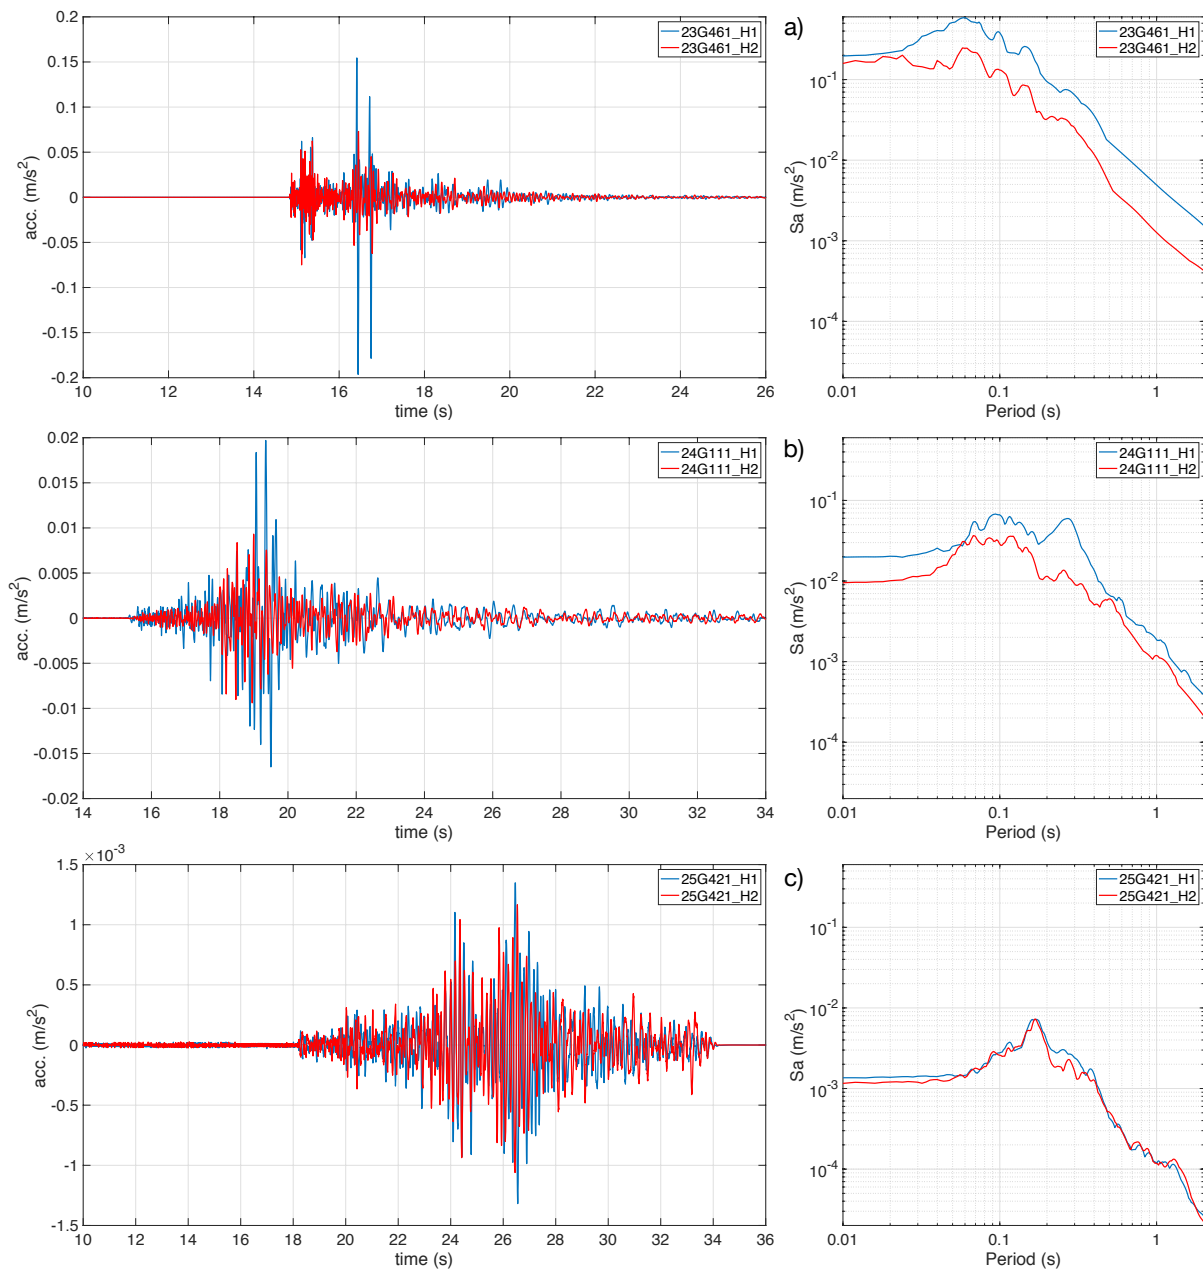 0.2
0.15
0.1
0.05
0
-0.05
-0.1
-0.15
0.2
acc. (m/s²)
10 12 14 16 18 20 22 24 26
time (s)
23G461_H1
23G461_H2
a)
10⁻¹
10⁻²
10⁻³
10⁻⁴
Sa (m/s²)
0.01 0.1 1
Period (s)
23G461_H1
23G461_H2
0.02
0.015
0.01
0.005
0
-0.005
-0.01
-0.015
-0.02
acc. (m/s²)
14 16 18 20 22 24 26 28 30 32 34
time (s)
24G111_H1
24G111_H2
b)
10⁻¹
10⁻²
10⁻³
10⁻⁴
Sa (m/s²)
0.01 0.1 1
Period (s)
24G111_H1
24G111_H2
×10⁻³
1.5
1
0.5
0
-0.5
-1
-1.5
acc. (m/s²)
10 12 14 16 18 20 22 24 26 28 30 32 34 36
time (s)
25G421_H1
25G421_H2
c)
10⁻¹
10⁻²
10⁻³
10⁻⁴
Sa (m/s²)
0.01 0.1 1
Period (s)
25G421_H1
25G421_H2